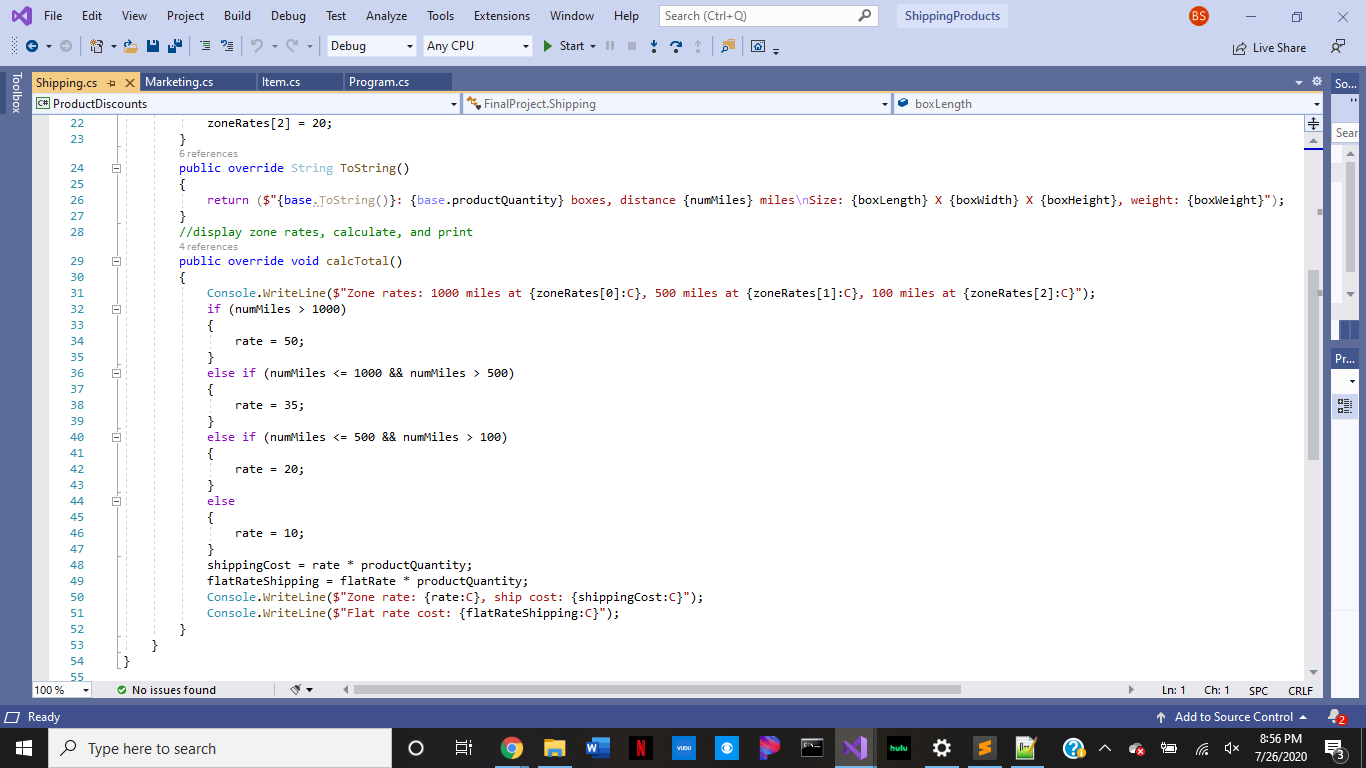 File Edit View Project Build Debug Test Analyze Tools Extensions Window Help Search (Ctrl+Q) ShippingProducts BS
Debug Any CPU Start Live Share
Toolbox
Shipping.cs Marketing.cs Item.cs Program.cs So...
C# ProductDiscounts FinalProject.Shipping boxLength
Sear
22 zoneRates[2] = 20;
23 }
6 references
24 public override String ToString()
25 {
26 return ($"{base.ToString()}: {base.productQuantity} boxes, distance {numMiles} miles\nSize: {boxLength} X {boxWidth} X {boxHeight}, weight: {boxWeight}");
27 }
28 //display zone rates, calculate, and print
4 references
29 public override void calcTotal()
30 {
31 Console.WriteLine($"Zone rates: 1000 miles at {zoneRates[0]:C}, 500 miles at {zoneRates[1]:C}, 100 miles at {zoneRates[2]:C}");
32 if (numMiles > 1000)
33 {
34 rate = 50;
35 }
36 else if (numMiles <= 1000 && numMiles > 500)
37 {
38 rate = 35;
39 }
40 else if (numMiles <= 500 && numMiles > 100)
41 {
42 rate = 20;
43 }
44 else
45 {
46 rate = 10;
47 }
48 shippingCost = rate * productQuantity;
49 flatRateShipping = flatRate * productQuantity;
50 Console.WriteLine($"Zone rate: {rate:C}, ship cost: {shippingCost:C}");
51 Console.WriteLine($"Flat rate cost: {flatRateShipping:C}");
52 }
53 }
54 }
55
Pr...
100 % No issues found Ln: 1 Ch: 1 SPC CRLF
Ready Add to Source Control 2
Type here to search W N VUDU hulu 8:56 PM
7/26/2020 3